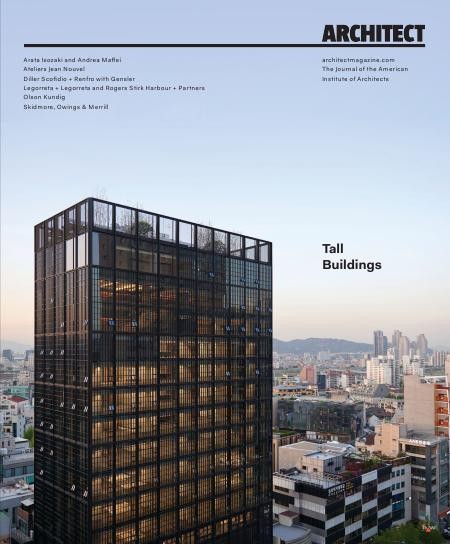 ARCHITECT
Arata Isozaki and Andrea Maffei
Ateliers Jean Nouvel
Diller Scofidio + Renfro with Gensler
Legorreta + Legorreta and Rogers Stirk Harbour + Partners
Olson Kundig
Skidmore, Owings & Merrill
architectmagazine.com
The Journal of the American
Institute of Architects
Tall
Buildings